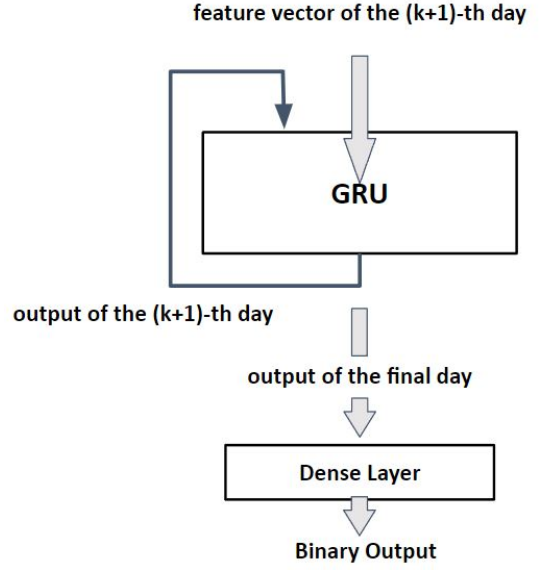 feature vector of the (k+1)-th day
GRU
output of the (k+1)-th day
output of the final day
Dense Layer
Binary Output